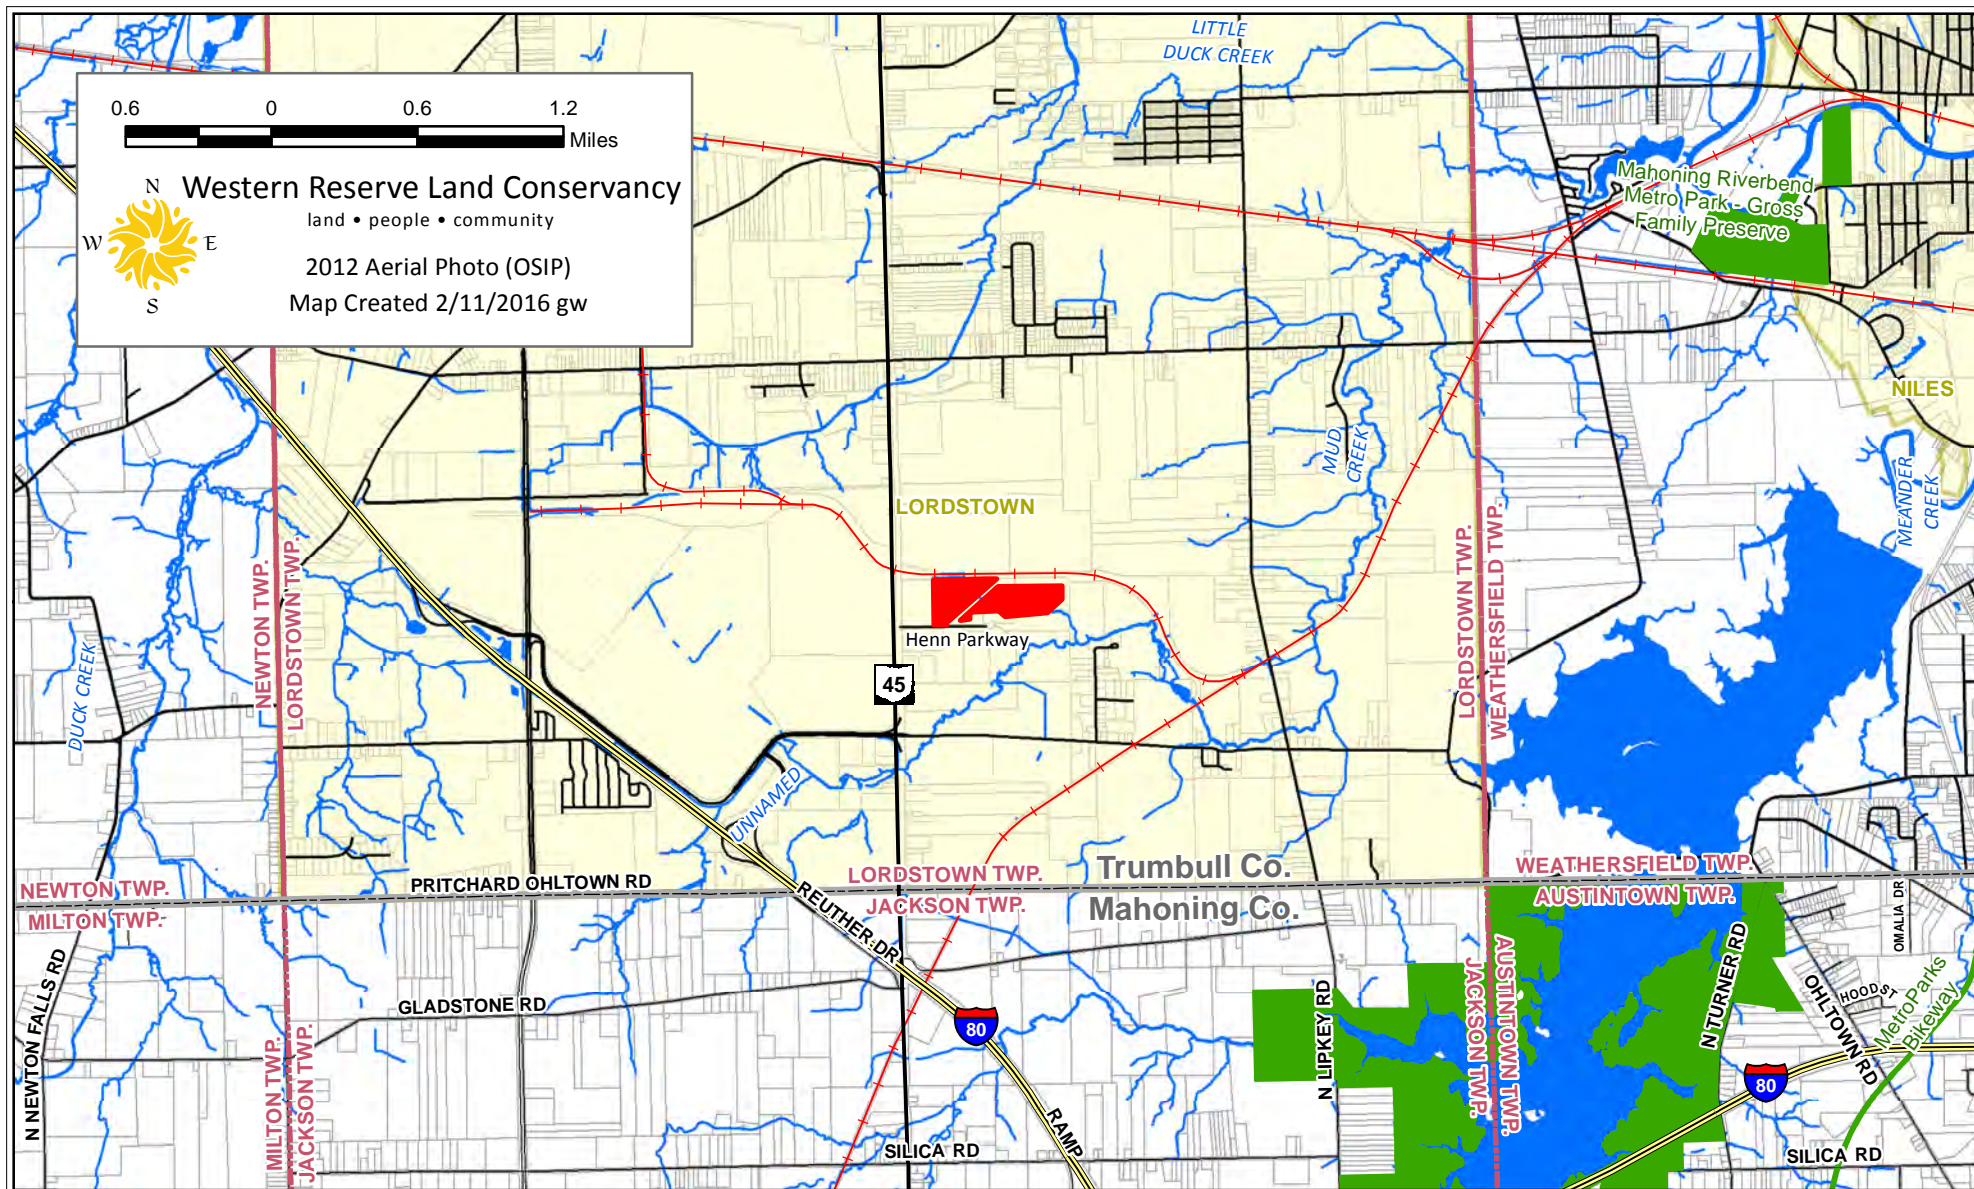 LITTLE
DUCK CREEK
0.6 0 0.6 1.2
Miles
N
W E
S
Western Reserve Land Conservancy
land • people • community
2012 Aerial Photo (OSIP)
Map Created 2/11/2016 gw
Mahoning Riverbend
Metro Park - Gross
Family Preserve
NILES
MUD
CREEK
MEANDER
CREEK
LORDSTOWN
NEWTON TWP.
LORDSTOWN TWP.
LORDSTOWN TWP.
WEATHERSFIELD TWP.
Henn Parkway
DUCK CREEK
45
UNNAMED
NEWTON TWP.
MILTON TWP.
PRITCHARD OHLTOWN RD
REUTHER DR
LORDSTOWN TWP.
JACKSON TWP.
Trumbull Co.
Mahoning Co.
WEATHERSFIELD TWP.
AUSTINTOWN TWP.
OMALIA DR
N NEWTON FALLS RD
GLADSTONE RD
MILTON TWP.
JACKSON TWP.
80
N LIPKEY RD
JACKSON TWP.
AUSTINTOWN TWP.
N TURNER RD
OHLTOWN RD
HOOD ST
MetroParks
Bikeway
80
RAMP
SILICA RD
SILICA RD